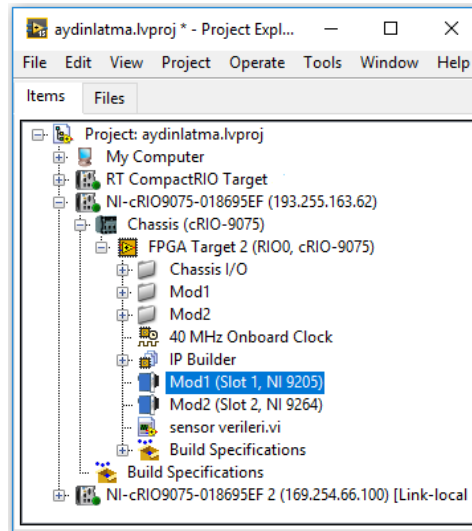 aydinlatma.lvproj * - Project Expl...
File Edit View Project Operate Tools Window Help
Items Files
Project: aydinlatma.lvproj
My Computer
RT CompactRIO Target
NI-cRIO9075-018695EF (193.255.163.62)
Chassis (cRIO-9075)
FPGA Target 2 (RIO0, cRIO-9075)
Chassis I/O
Mod1
Mod2
40 MHz Onboard Clock
IP Builder
Mod1 (Slot 1, NI 9205)
Mod2 (Slot 2, NI 9264)
sensor verileri.vi
Build Specifications
Build Specifications
NI-cRIO9075-018695EF 2 (169.254.66.100) [Link-local